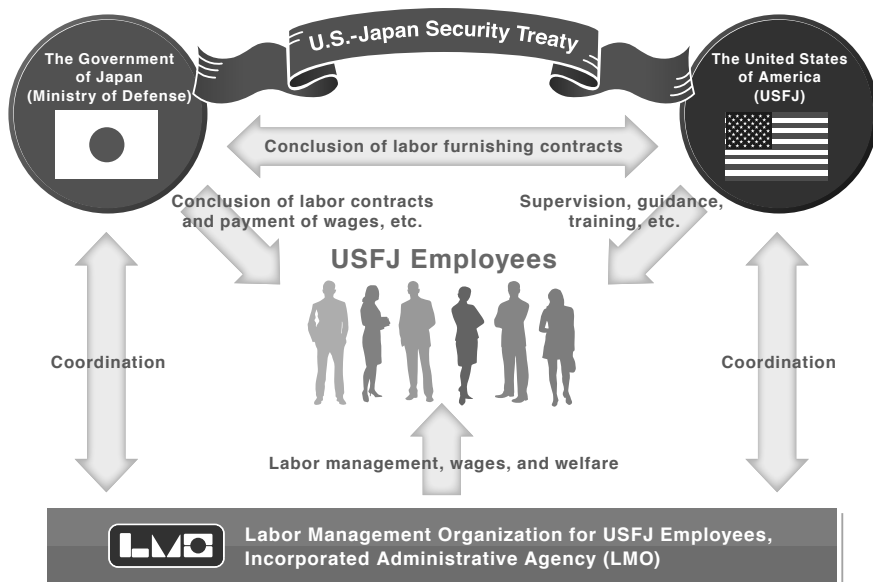 U.S.-Japan Security Treaty
The Government
of Japan
(Ministry of Defense)
The United States
of America
(USFJ)
Conclusion of labor furnishing contracts
Conclusion of labor contracts
and payment of wages, etc.
Supervision, guidance,
training, etc.
USFJ Employees
Coordination
Coordination
Labor management, wages, and welfare
LMO
Labor Management Organization for USFJ Employees,
Incorporated Administrative Agency (LMO)